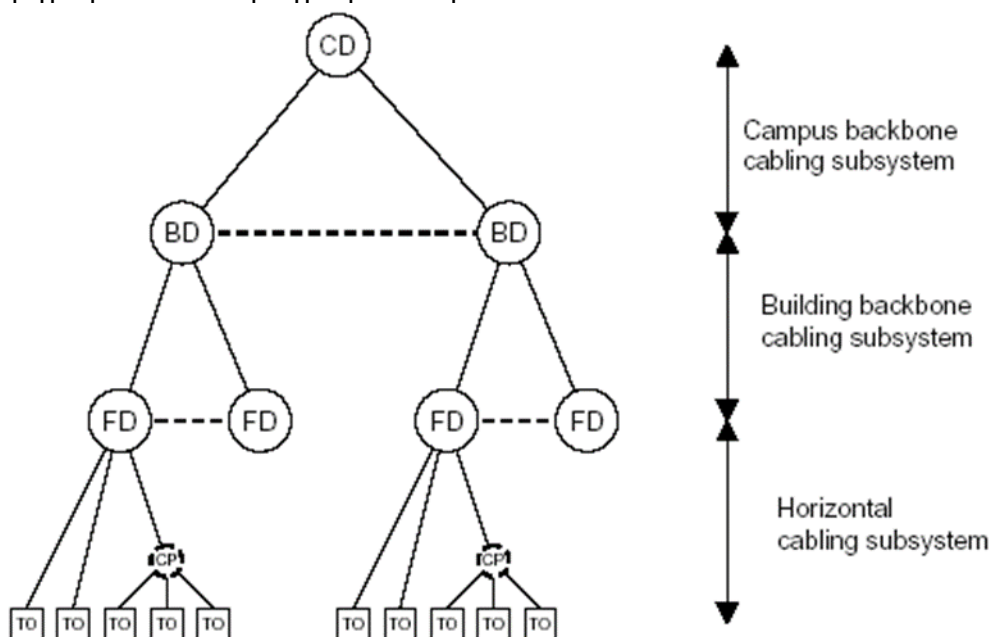 CD
Campus backbone
cabling subsystem
BD BD
Building backbone
cabling subsystem
FD FD FD FD
Horizontal
cabling subsystem
CP CP
TO TO TO TO TO TO TO TO TO TO